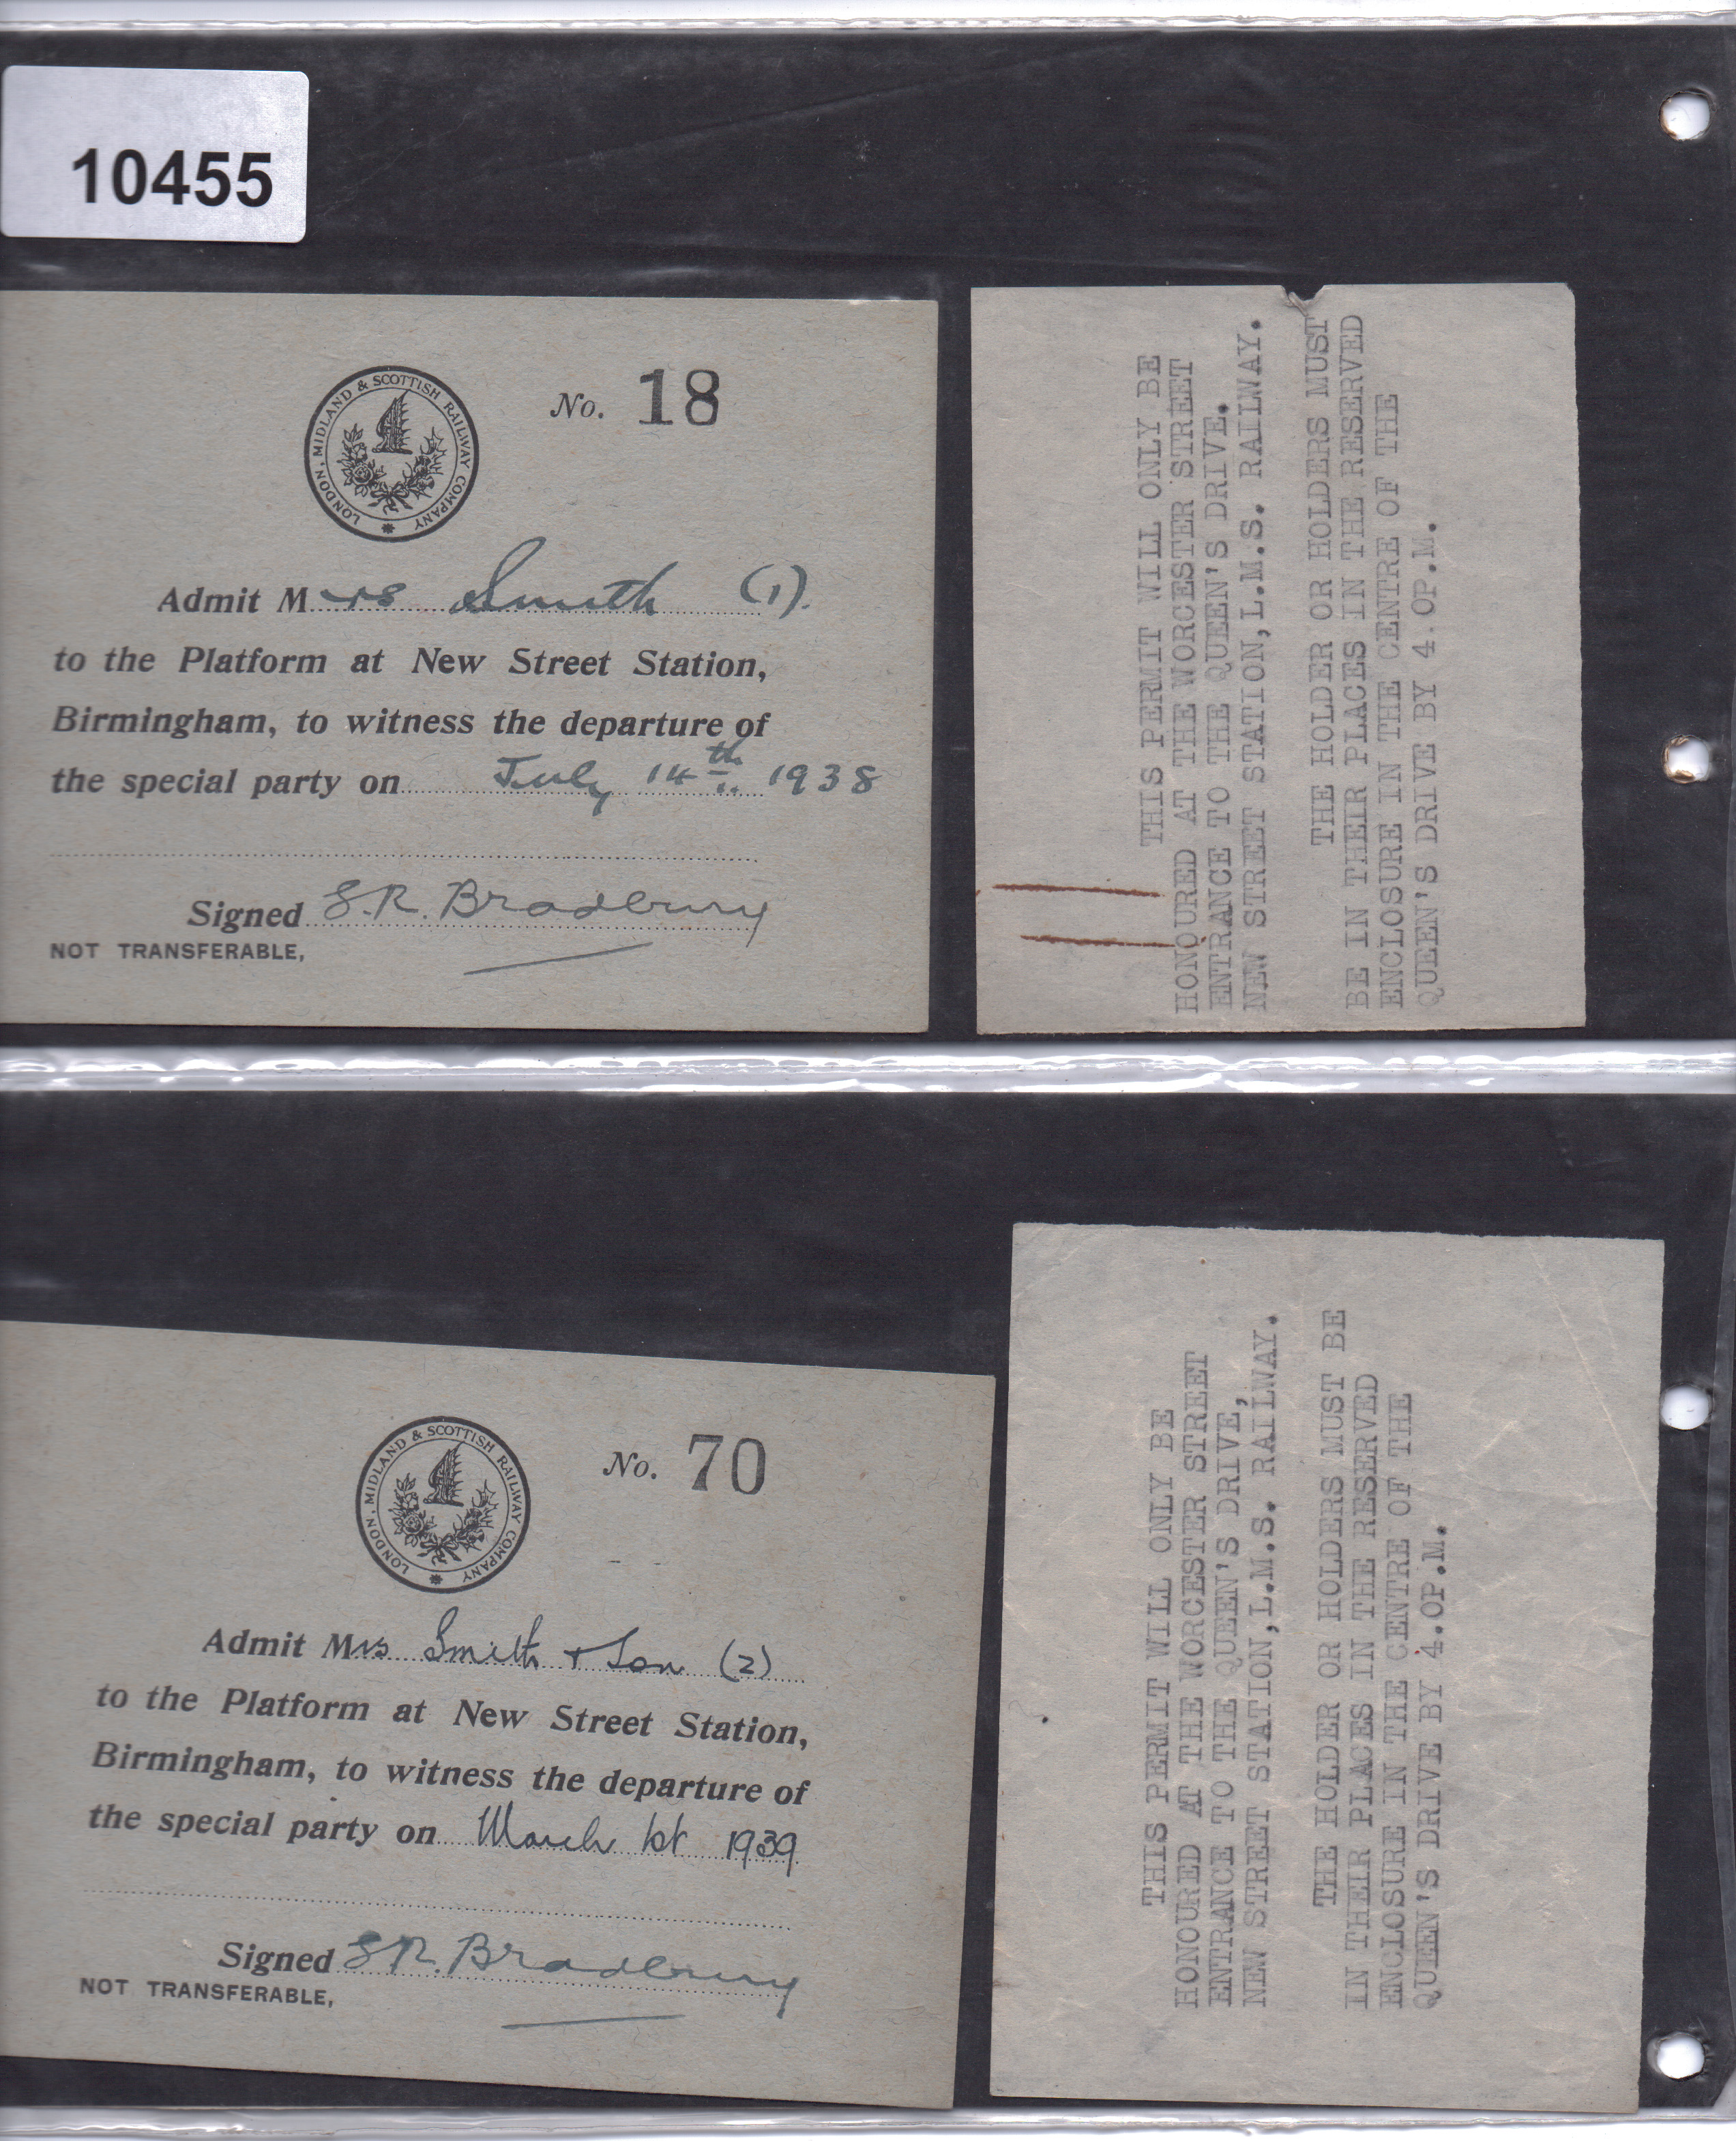 10455
LONDON, MIDLAND & SCOTTISH RAILWAY COMPANY
No. 18
Admit Mrs Smith (1).
to the Platform at New Street Station,
Birmingham, to witness the departure of
the special party on July 14th 1938
Signed S.R. Bradbury
NOT TRANSFERABLE,
THIS PERMIT WILL ONLY BE
HONOURED AT THE WORCESTER STREET
ENTRANCE TO THE QUEEN'S DRIVE.
NEW STREET STATION,L.M.S. RAILWAY.
THE HOLDER OR HOLDERS MUST
BE IN THEIR PLACES IN THE RESERVED
ENCLOSURE IN THE CENTRE OF THE
QUEEN'S DRIVE BY 4.0P.M.
LONDON, MIDLAND & SCOTTISH RAILWAY COMPANY
No. 70
Admit Mrs Smith + Son (2)
to the Platform at New Street Station,
Birmingham, to witness the departure of
the special party on March 1st 1939
Signed S.R. Bradbury
NOT TRANSFERABLE,
THIS PERMIT WILL ONLY BE
HONOURED AT THE WORCESTER STREET
ENTRANCE TO THE QUEEN'S DRIVE,
NEW STREET STATION,L.M.S. RAILWAY.
THE HOLDER OR HOLDERS MUST BE
IN THEIR PLACES IN THE RESERVED
ENCLOSURE IN THE CENTRE OF THE
QUEEN'S DRIVE BY 4.0P.M.